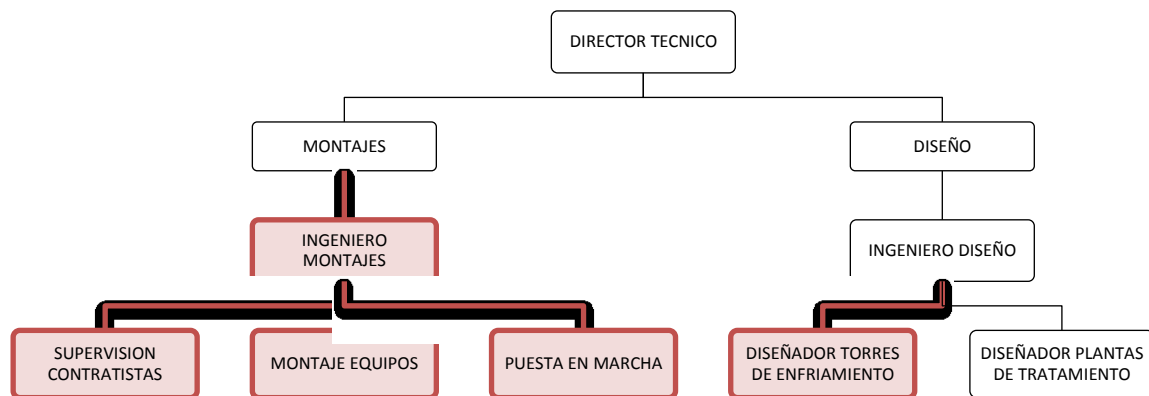 DIRECTOR TECNICO
MONTAJES
DISEÑO
INGENIERO
MONTAJES
INGENIERO DISEÑO
SUPERVISION
CONTRATISTAS
MONTAJE EQUIPOS
PUESTA EN MARCHA
DISEÑADOR TORRES
DE ENFRIAMIENTO
DISEÑADOR PLANTAS
DE TRATAMIENTO